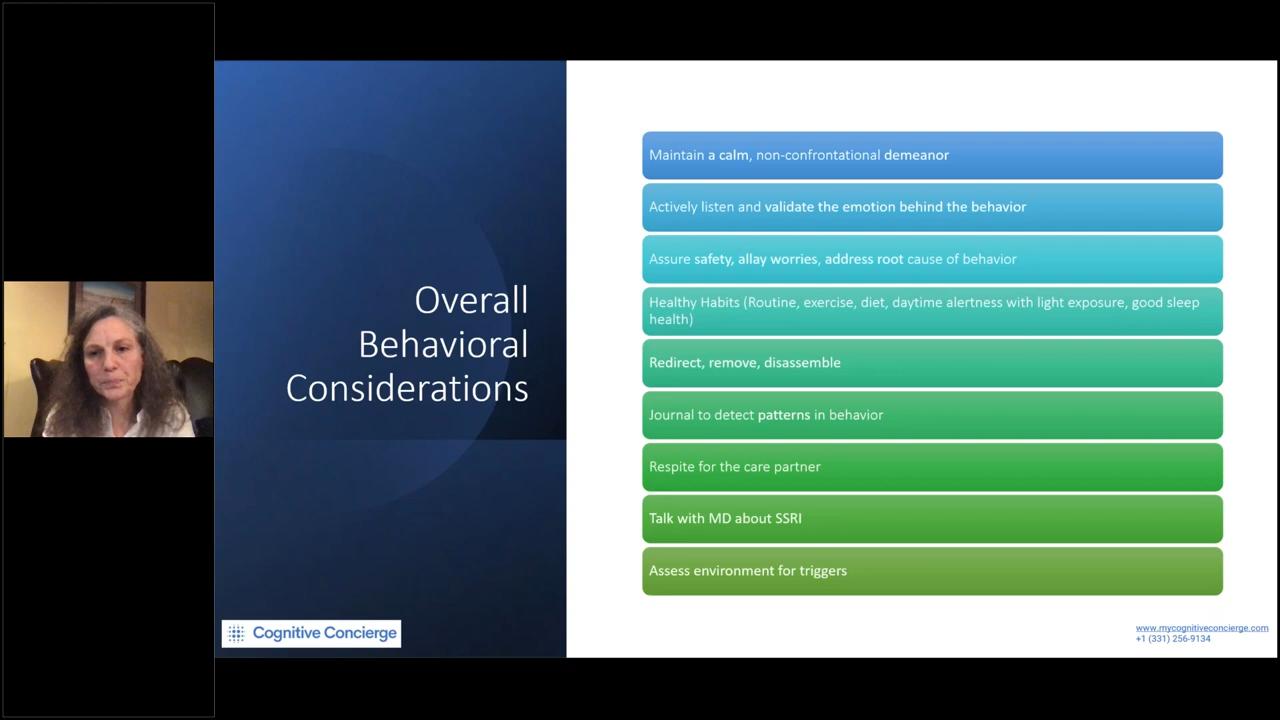 Overall
Behavioral
Considerations
Maintain a calm, non-confrontational demeanor
Actively listen and validate the emotion behind the behavior
Assure safety, allay worries, address root cause of behavior
Healthy Habits (Routine, exercise, diet, daytime alertness with light exposure, good sleep
health)
Redirect, remove, disassemble
Journal to detect patterns in behavior
Respite for the care partner
Talk with MD about SSRI
Assess environment for triggers
Cognitive Concierge
www.mycognitiveconcierge.com
+1 (331) 256-9134